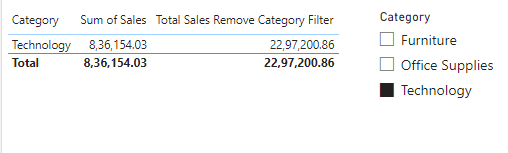 Category Sum of Sales Total Sales Remove Category Filter
Technology 8,36,154.03 22,97,200.86
Total 8,36,154.03 22,97,200.86
Category
Furniture
Office Supplies
Technology